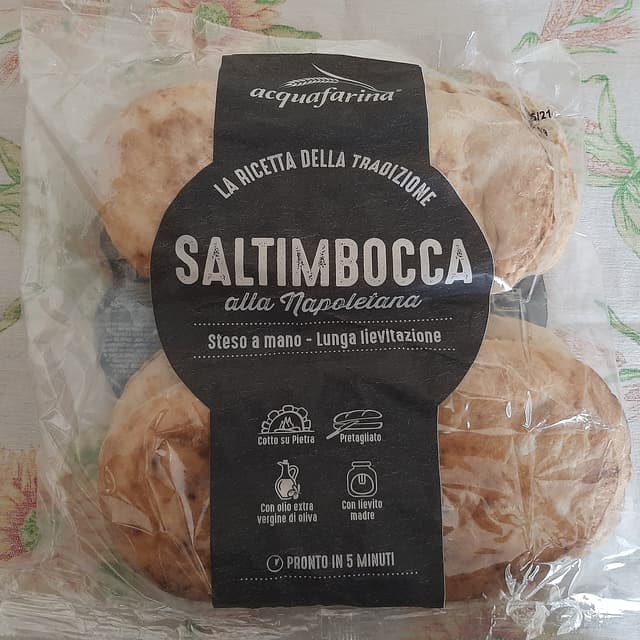 acquafarina
LA RICETTA DELLA TRADIZIONE
SALTIMBOCCA
alla Napoletana
Steso a mano - Lunga lievitazione
Cotto su Pietra
Pretagliato
Con olio extra
vergine di oliva
Con lievito
madre
PRONTO IN 5 MINUTI